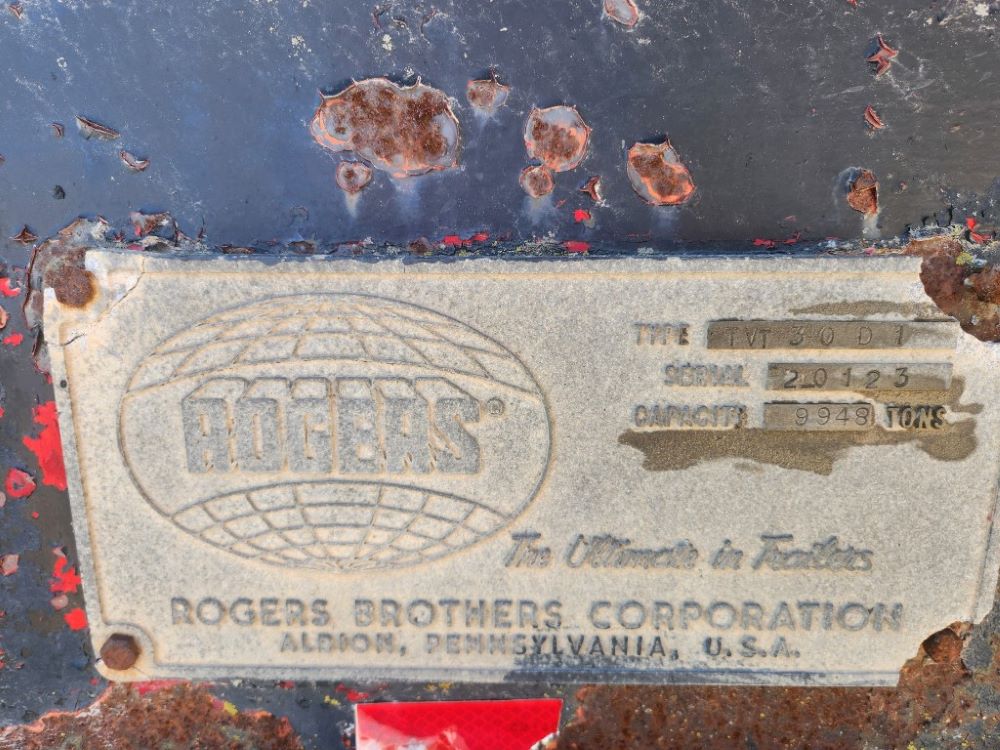 ROGERS®
TYPE TVT 30 D 1
SERIAL 20123
CAPACITY 9948 TONS
The Ultimate in Trailers
ROGERS BROTHERS CORPORATION
ALBION, PENNSYLVANIA, U.S.A.